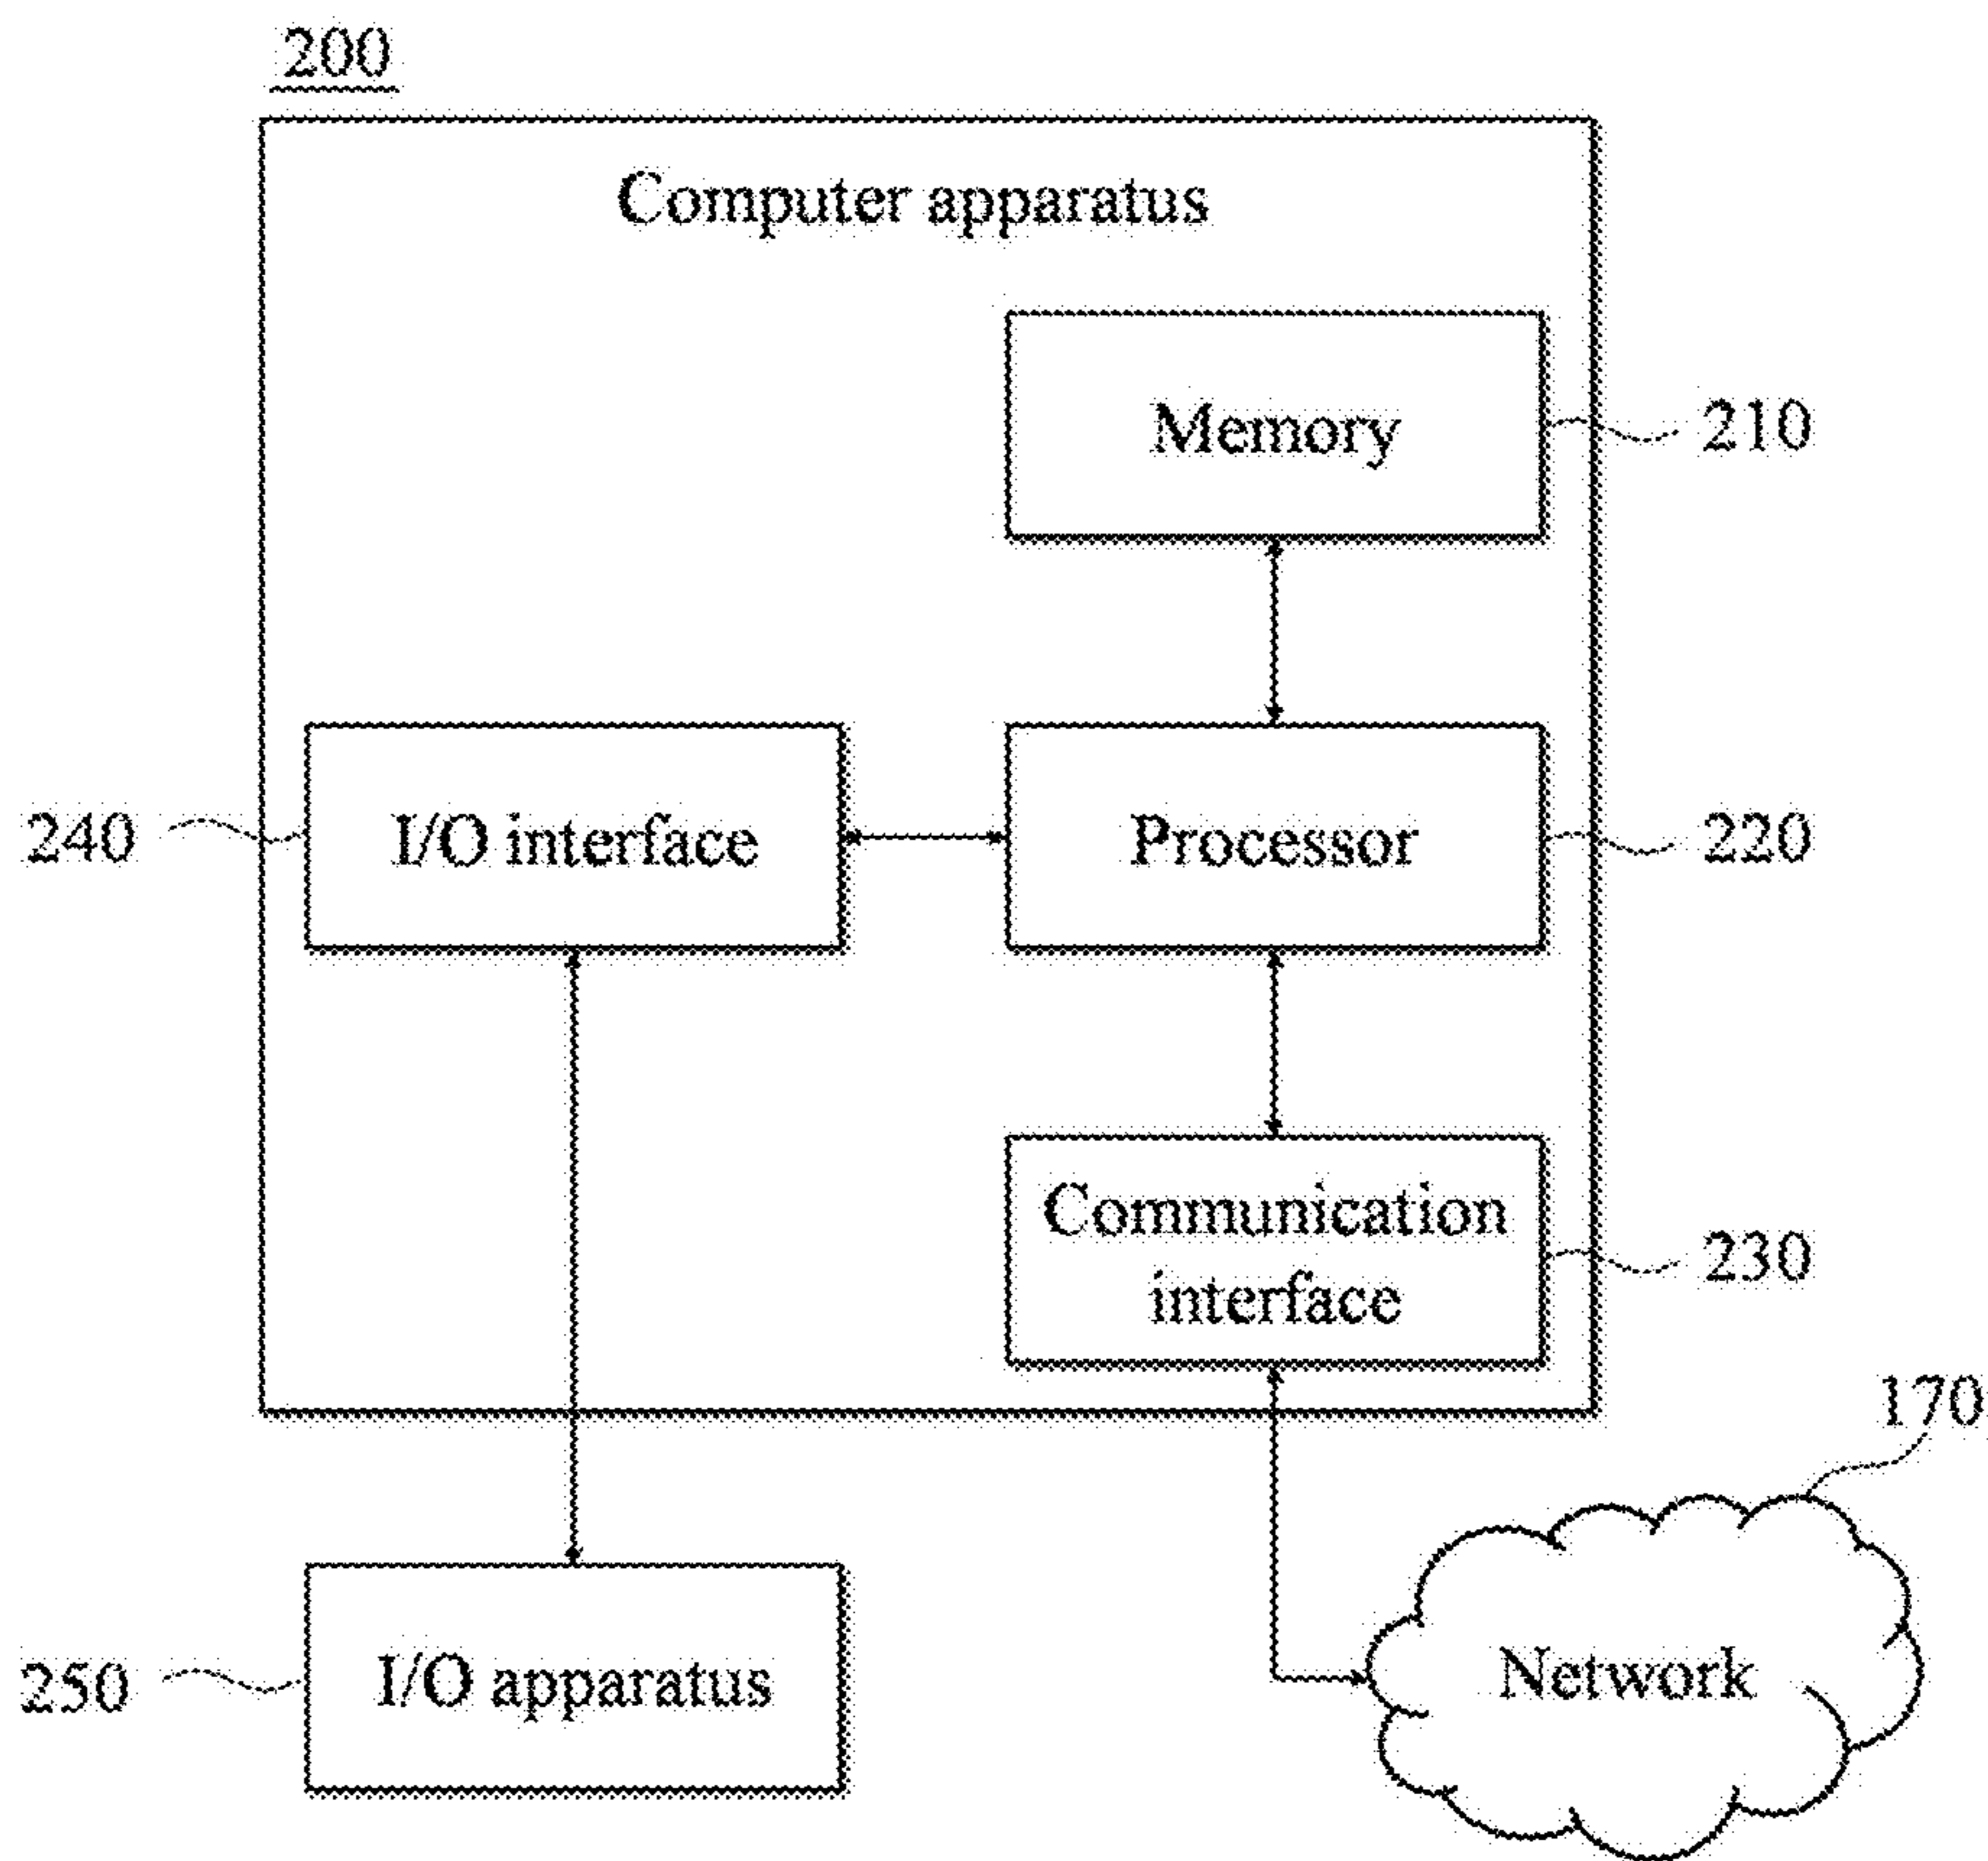 200
Computer apparatus
Memory
210
240
I/O interface
Processor
220
Communication
interface
230
170
250
I/O apparatus
Network